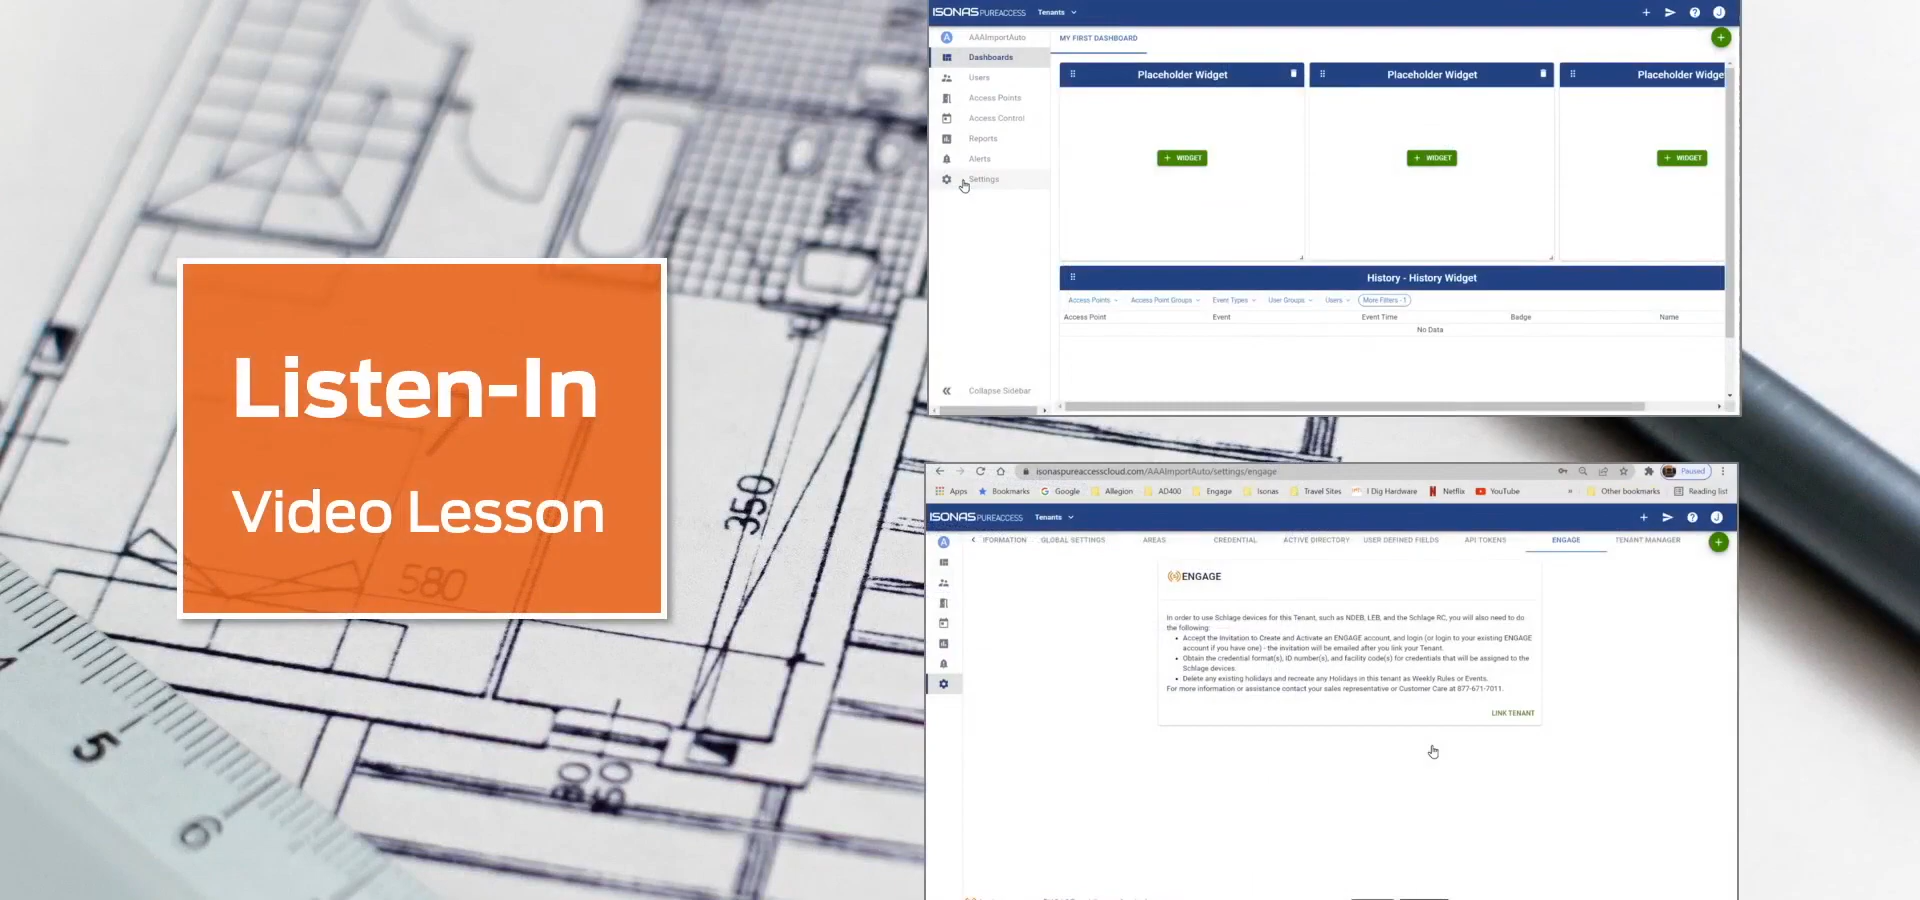 Listen-In
Video Lesson
350
580
80
5
6
ISONAS PUREACCESS Tenants
J
A AAAImportAuto
Dashboards
Users
Access Points
Access Control
Reports
Alerts
Settings
Collapse Sidebar
MY FIRST DASHBOARD
Placeholder Widget
Placeholder Widget
Placeholder Widge
+ WIDGET
+ WIDGET
+ WIDGET
History - History Widget
Access Points Access Point Groups Event Types User Groups Users More Filters - 1
Access Point Event Event Time Badge Name
No Data
isonaspureaccesscloud.com/AAAImportAuto/settings/engage
Paused
Apps Bookmarks Google Allegion AD400 Engage Isonas Travel Sites I Dig Hardware Netflix YouTube » Other bookmarks Reading list
ISONAS PUREACCESS Tenants
J
A
IFORMATION GLOBAL SETTINGS AREAS CREDENTIAL ACTIVE DIRECTORY USER DEFINED FIELDS API TOKENS ENGAGE TENANT MANAGER
ENGAGE
In order to use Schlage devices for this Tenant, such as NDEB, LEB, and the Schlage RC, you will also need to do
the following:
• Accept the Invitation to Create and Activate an ENGAGE account, and login (or login to your existing ENGAGE
account if you have one) - the invitation will be emailed after you link your Tenant.
• Obtain the credential format(s), ID number(s), and facility code(s) for credentials that will be assigned to the
Schlage devices.
• Delete any existing holidays and recreate any Holidays in this tenant as Weekly Rules or Events.
For more information or assistance contact your sales representative or Customer Care at 877-671-7011.
LINK TENANT